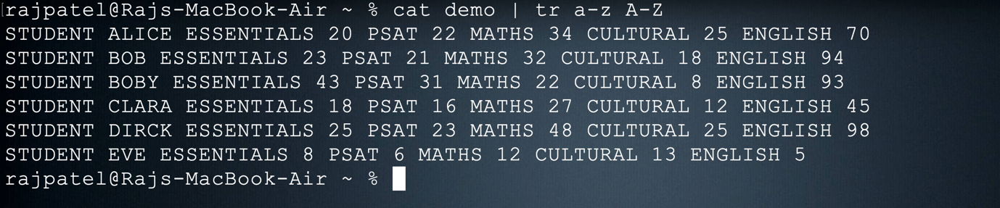 rajpatel@Rajs-MacBook-Air ~ % cat demo | tr a-z A-Z
STUDENT ALICE ESSENTIALS 20 PSAT 22 MATHS 34 CULTURAL 25 ENGLISH 70
STUDENT BOB ESSENTIALS 23 PSAT 21 MATHS 32 CULTURAL 18 ENGLISH 94
STUDENT BOBY ESSENTIALS 43 PSAT 31 MATHS 22 CULTURAL 8 ENGLISH 93
STUDENT CLARA ESSENTIALS 18 PSAT 16 MATHS 27 CULTURAL 12 ENGLISH 45
STUDENT DIRCK ESSENTIALS 25 PSAT 23 MATHS 48 CULTURAL 25 ENGLISH 98
STUDENT EVE ESSENTIALS 8 PSAT 6 MATHS 12 CULTURAL 13 ENGLISH 5
rajpatel@Rajs-MacBook-Air ~ %